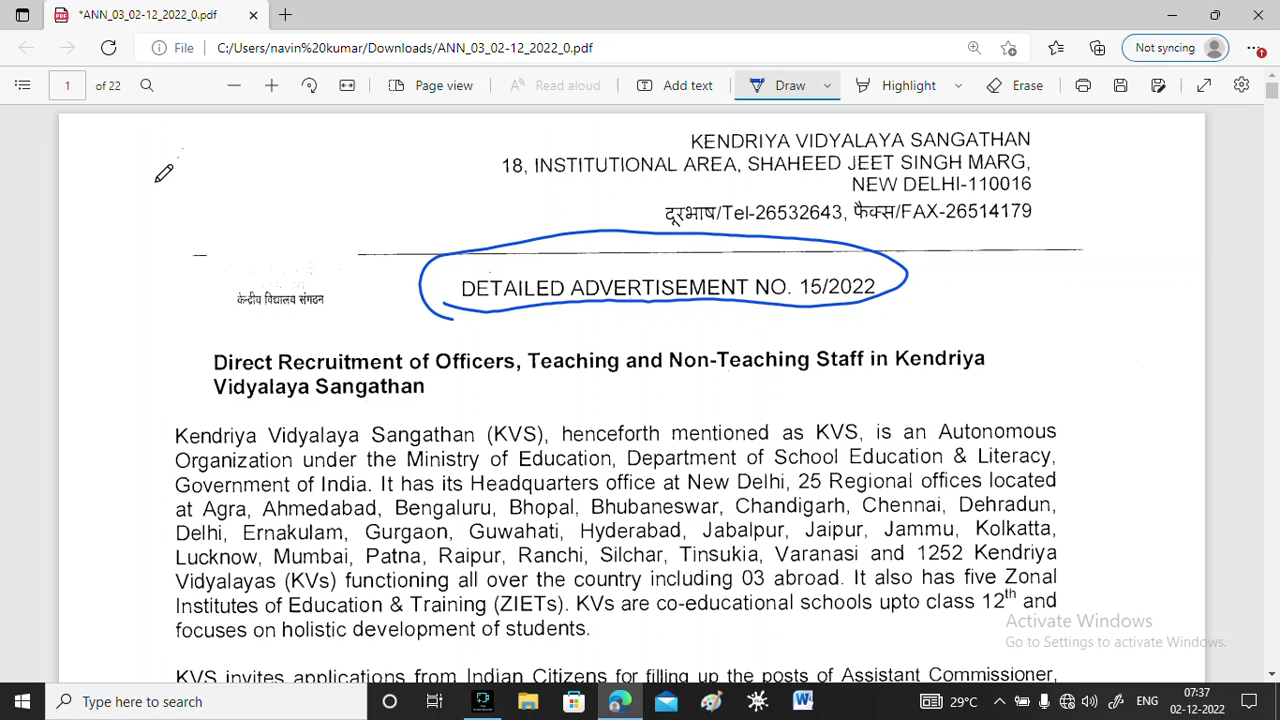 *ANN_03_02-12_2022_0.pdf
File C:/Users/navin%20kumar/Downloads/ANN_03_02-12_2022_0.pdf Not syncing
1 of 22 Page view Read aloud Add text Draw Highlight Erase
KENDRIYA VIDYALAYA SANGATHAN
18, INSTITUTIONAL AREA, SHAHEED JEET SINGH MARG,
NEW DELHI-110016
दूरभाष/Tel-26532643, फैक्स/FAX-26514179
केन्द्रीय विद्यालय संगठन
DETAILED ADVERTISEMENT NO. 15/2022
Direct Recruitment of Officers, Teaching and Non-Teaching Staff in Kendriya
Vidyalaya Sangathan
Kendriya Vidyalaya Sangathan (KVS), henceforth mentioned as KVS, is an Autonomous
Organization under the Ministry of Education, Department of School Education & Literacy,
Government of India. It has its Headquarters office at New Delhi, 25 Regional offices located
at Agra, Ahmedabad, Bengaluru, Bhopal, Bhubaneswar, Chandigarh, Chennai, Dehradun,
Delhi, Ernakulam, Gurgaon, Guwahati, Hyderabad, Jabalpur, Jaipur, Jammu, Kolkatta,
Lucknow, Mumbai, Patna, Raipur, Ranchi, Silchar, Tinsukia, Varanasi and 1252 Kendriya
Vidyalayas (KVs) functioning all over the country including 03 abroad. It also has five Zonal
Institutes of Education & Training (ZIETs). KVs are co-educational schools upto class 12th and
focuses on holistic development of students.
Activate Windows
Go to Settings to activate Windows.
KVS invites applications from Indian Citizens for filling up the posts of Assistant Commissioner,
Type here to search 29°C ENG 07:37
02-12-2022